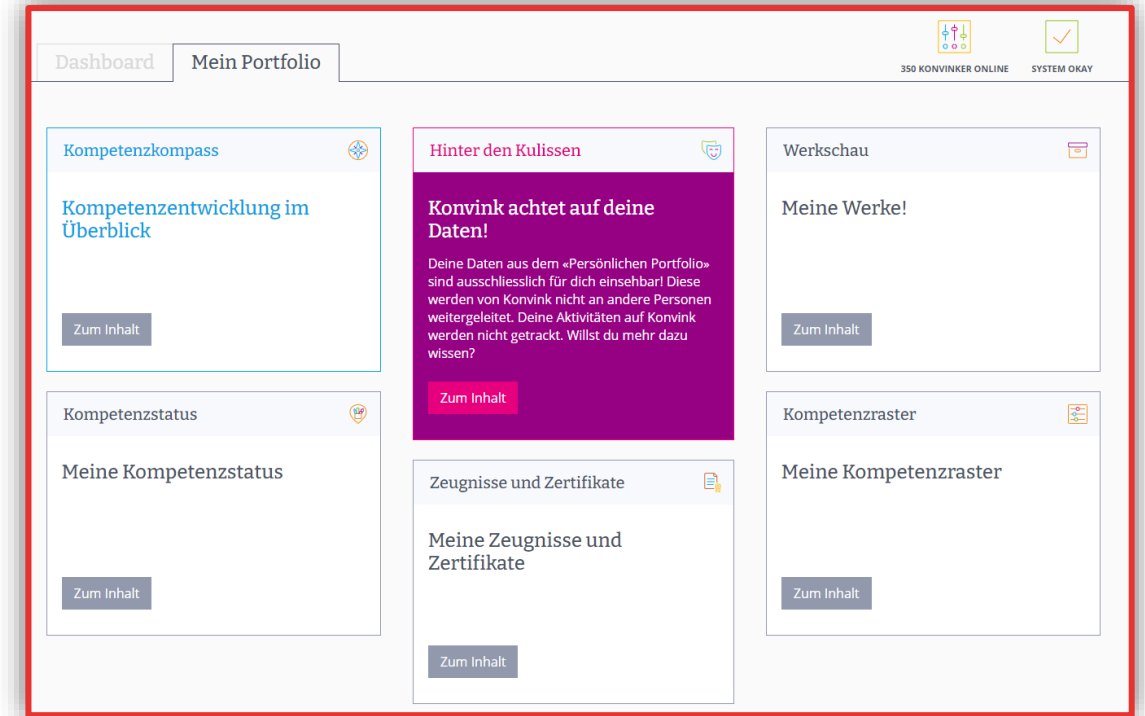 Dashboard
Mein Portfolio
350 KONVINKER ONLINE
SYSTEM OKAY
Kompetenzkompass
Kompetenzentwicklung im
Überblick
Zum Inhalt
Hinter den Kulissen
Konvink achtet auf deine
Daten!
Deine Daten aus dem «Persönlichen Portfolio»
sind ausschliesslich für dich einsehbar! Diese
werden von Konvink nicht an andere Personen
weitergeleitet. Deine Aktivitäten auf Konvink
werden nicht getrackt. Willst du mehr dazu
wissen?
Zum Inhalt
Werkschau
Meine Werke!
Zum Inhalt
Kompetenzstatus
Meine Kompetenzstatus
Zum Inhalt
Zeugnisse und Zertifikate
Meine Zeugnisse und
Zertifikate
Zum Inhalt
Kompetenzraster
Meine Kompetenzraster
Zum Inhalt